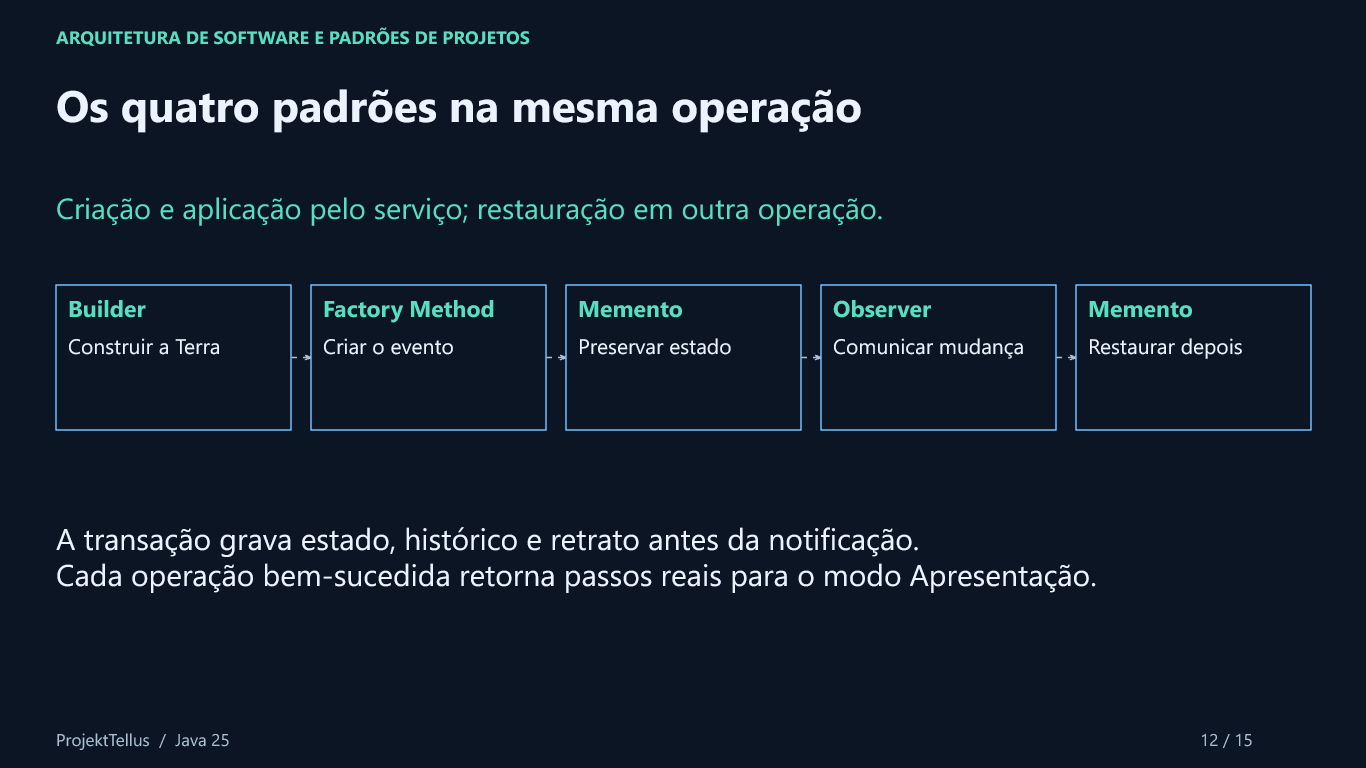 ARQUITETURA DE SOFTWARE E PADRÕES DE PROJETOS
Os quatro padrões na mesma operação
Criação e aplicação pelo serviço; restauração em outra operação.
Builder
Construir a Terra
Factory Method
Criar o evento
Memento
Preservar estado
Observer
Comunicar mudança
Memento
Restaurar depois
A transação grava estado, histórico e retrato antes da notificação.
Cada operação bem-sucedida retorna passos reais para o modo Apresentação.
ProjektTellus / Java 25
12 / 15